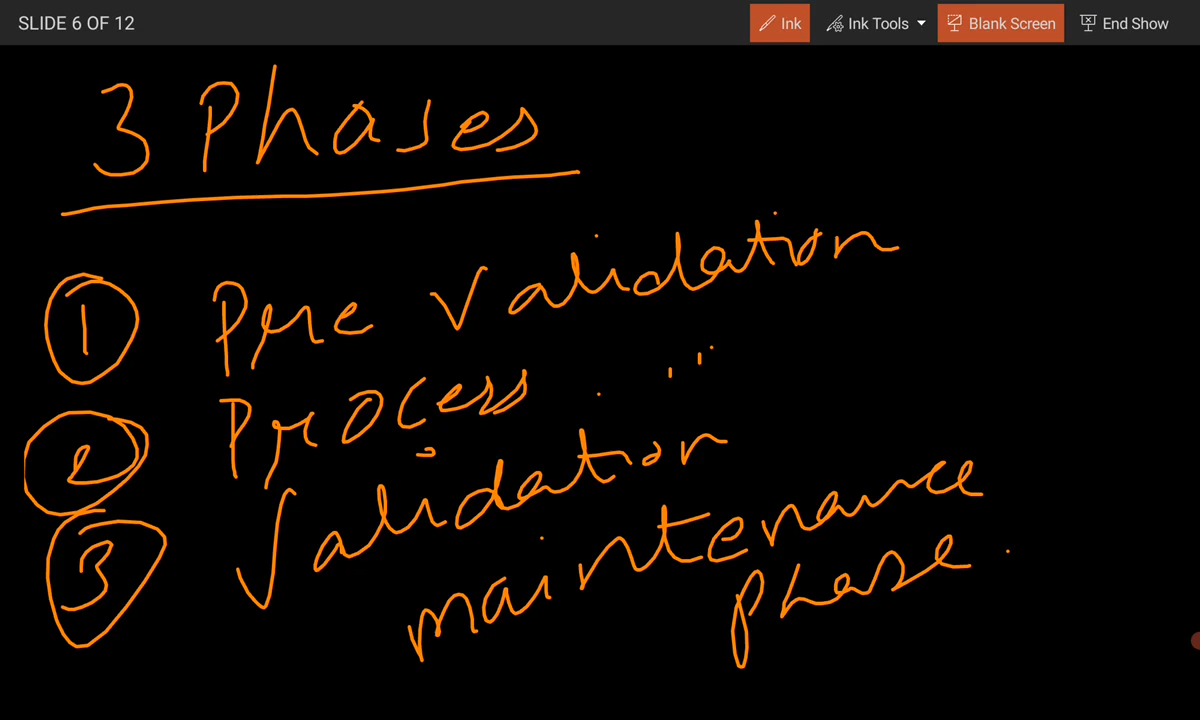 SLIDE 6 OF 12
Ink
Ink Tools
Blank Screen
End Show
3 Phases
1 Pre validation
2 Process . ''
3 Validation
maintenance
phase.